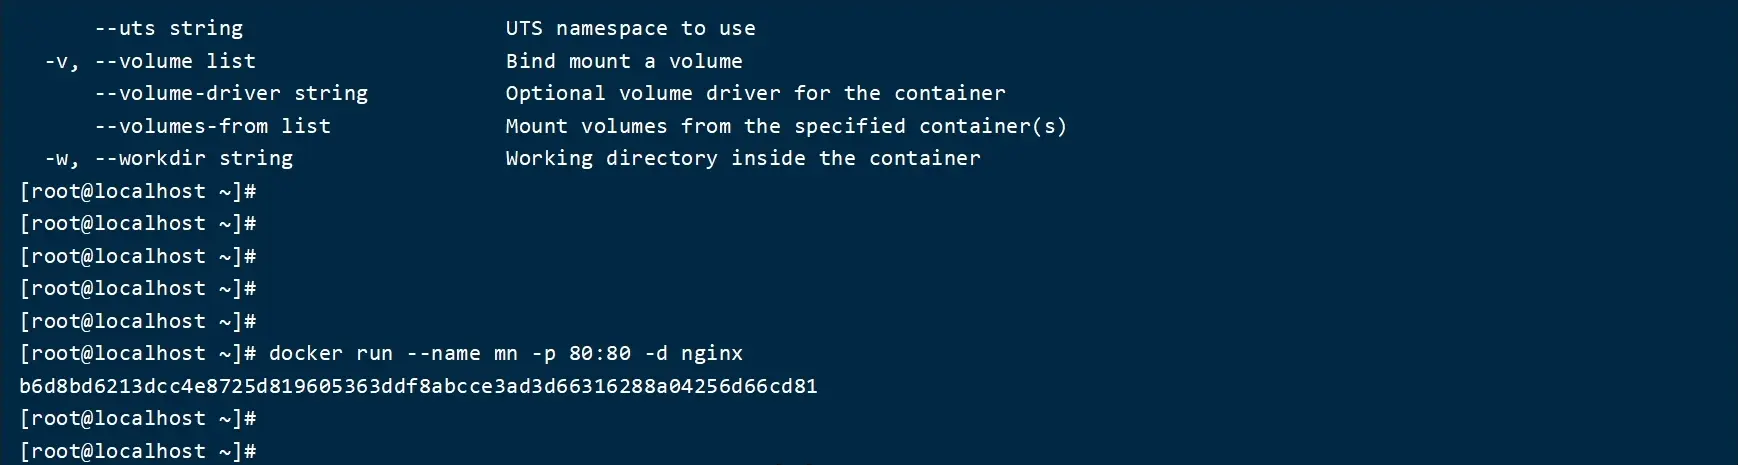 --uts string UTS namespace to use
-v, --volume list Bind mount a volume
--volume-driver string Optional volume driver for the container
--volumes-from list Mount volumes from the specified container(s)
-w, --workdir string Working directory inside the container
[root@localhost ~]#
[root@localhost ~]#
[root@localhost ~]#
[root@localhost ~]#
[root@localhost ~]#
[root@localhost ~]# docker run --name mn -p 80:80 -d nginx
b6d8bd6213dcc4e8725d819605363ddf8abcce3ad3d66316288a04256d66cd81
[root@localhost ~]#
[root@localhost ~]#